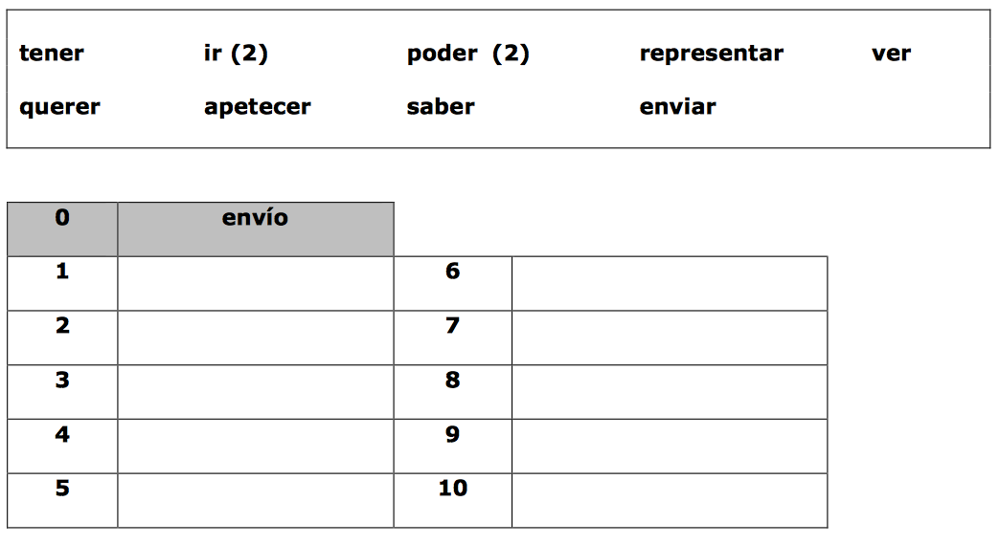 tener ir (2) poder (2) representar ver
querer apetecer saber enviar
0 envío
1 6
2 7
3 8
4 9
5 10